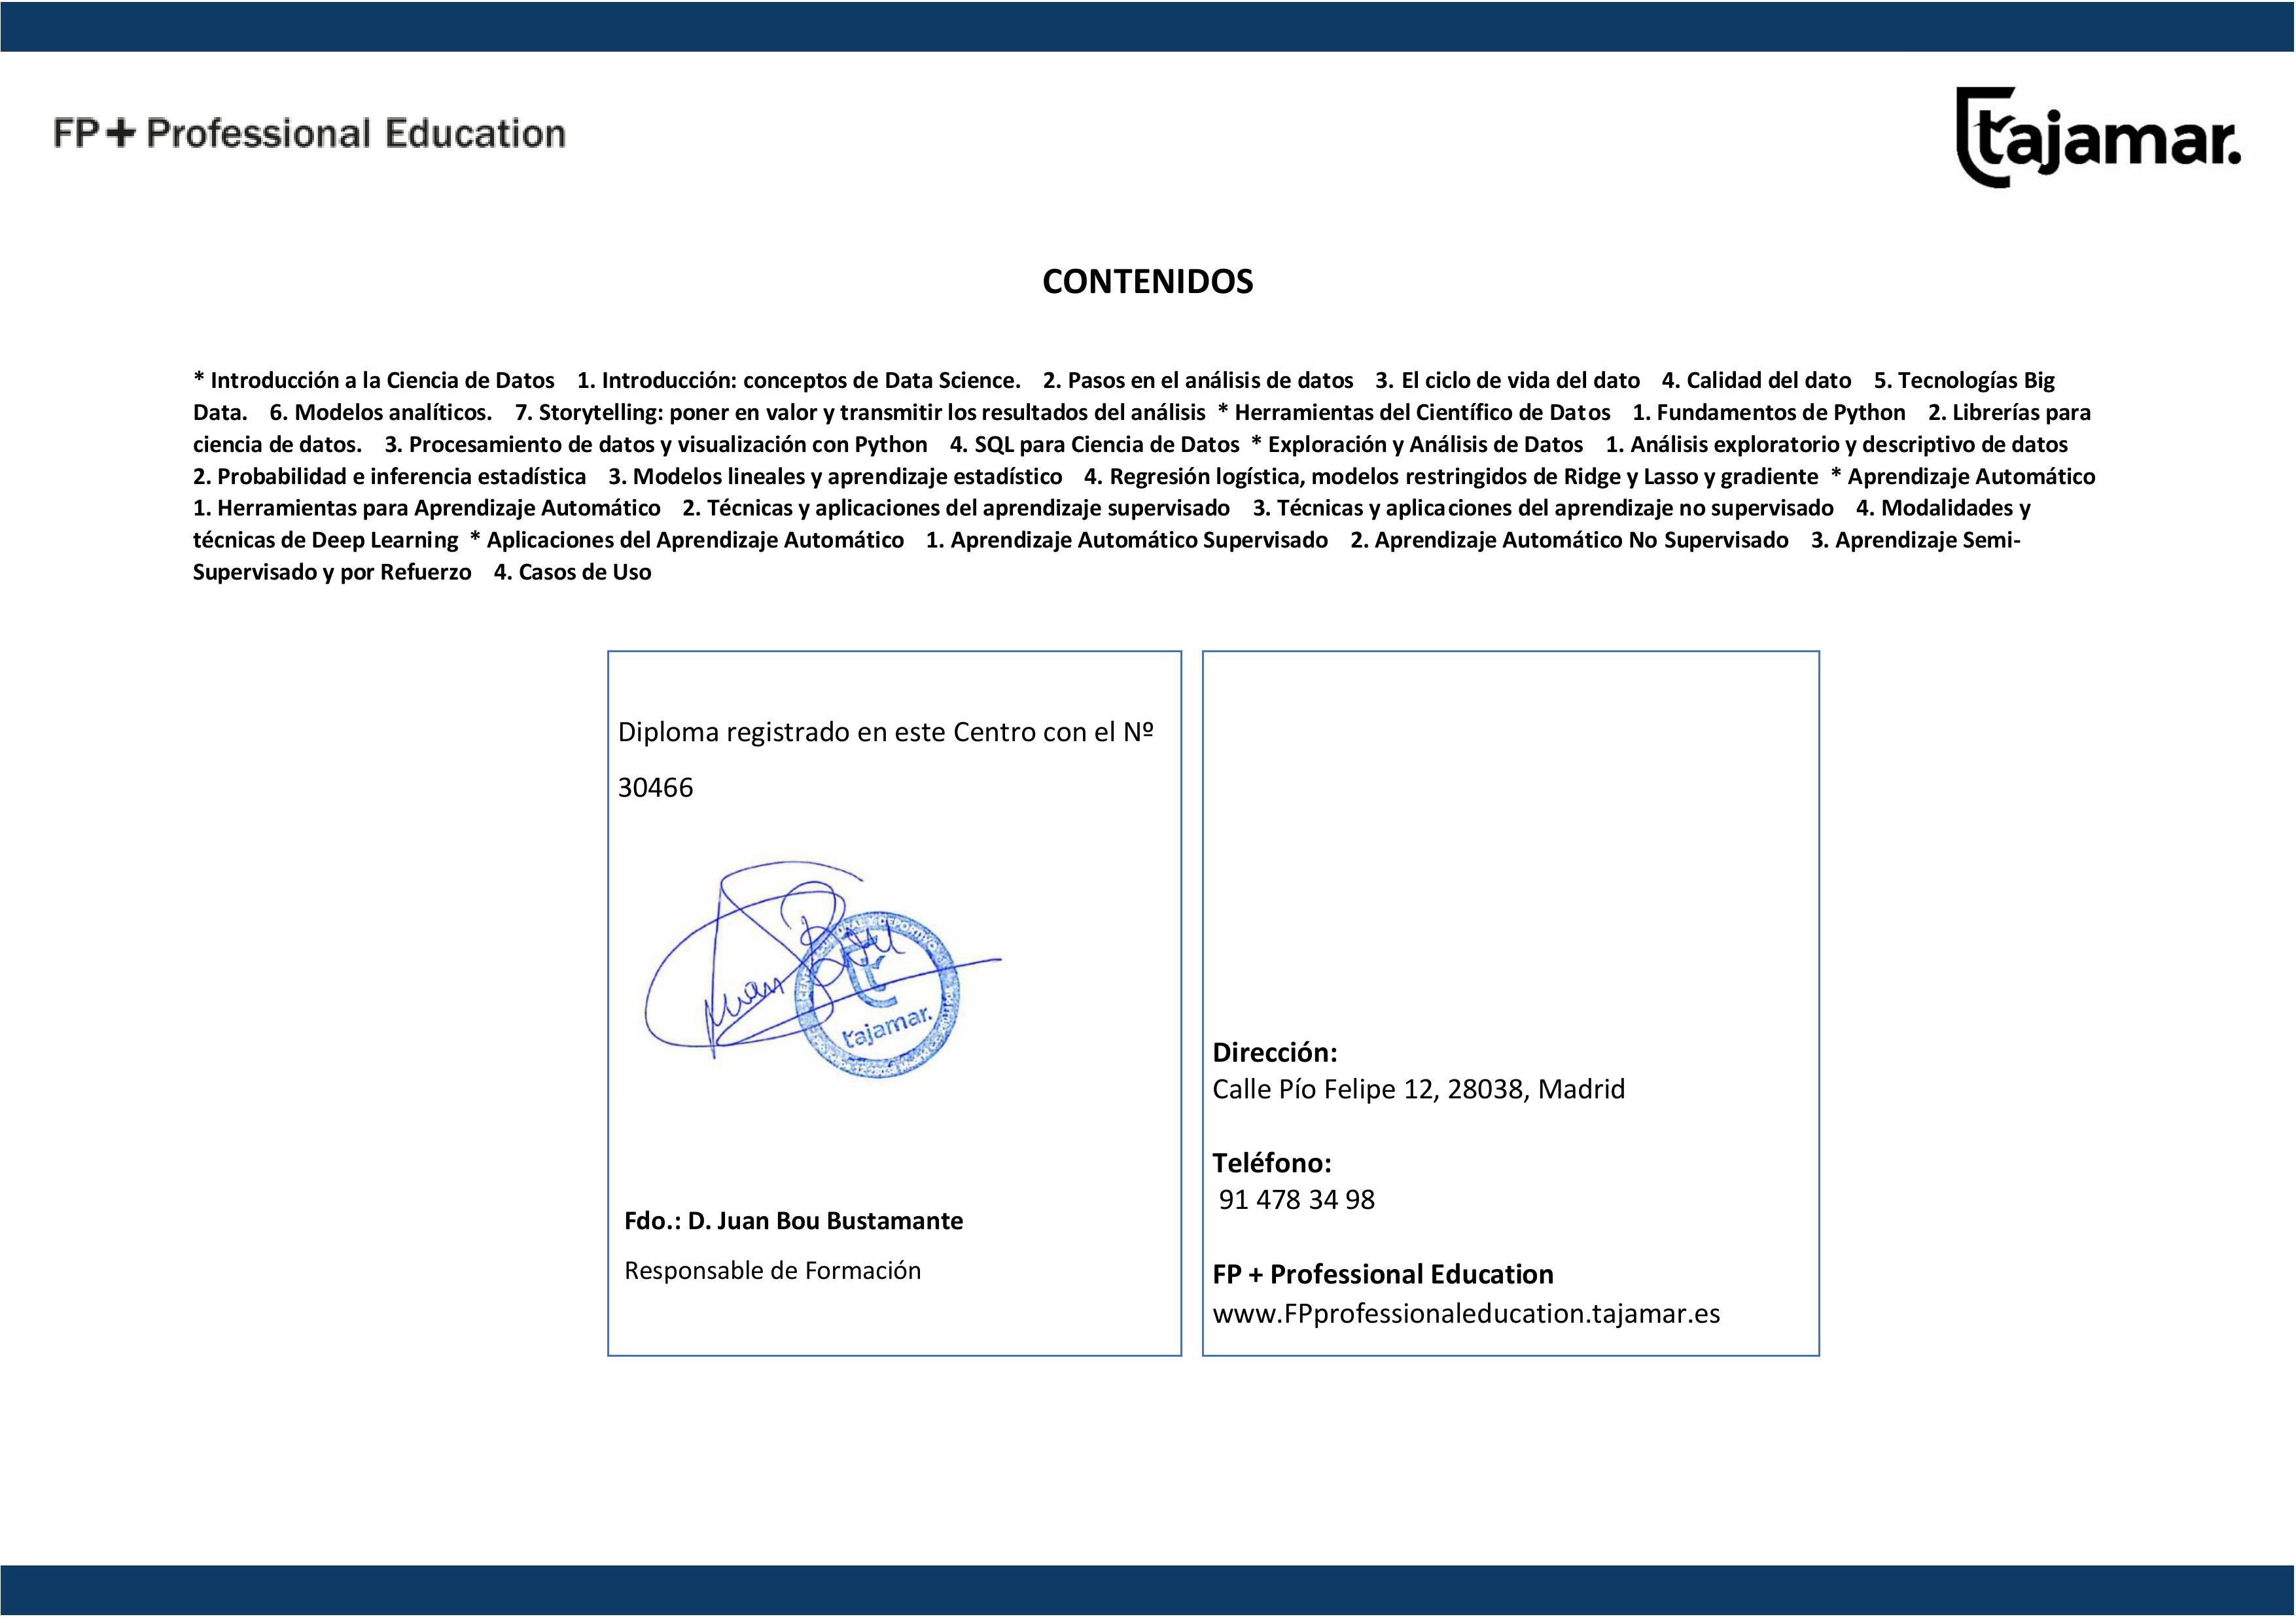 FP + Professional Education
tajamar.
CONTENIDOS
* Introducción a la Ciencia de Datos 1. Introducción: conceptos de Data Science. 2. Pasos en el análisis de datos 3. El ciclo de vida del dato 4. Calidad del dato 5. Tecnologías Big
Data. 6. Modelos analíticos. 7. Storytelling: poner en valor y transmitir los resultados del análisis * Herramientas del Científico de Datos 1. Fundamentos de Python 2. Librerías para
ciencia de datos. 3. Procesamiento de datos y visualización con Python 4. SQL para Ciencia de Datos * Exploración y Análisis de Datos 1. Análisis exploratorio y descriptivo de datos
2. Probabilidad e inferencia estadística 3. Modelos lineales y aprendizaje estadístico 4. Regresión logística, modelos restringidos de Ridge y Lasso y gradiente * Aprendizaje Automático
1. Herramientas para Aprendizaje Automático 2. Técnicas y aplicaciones del aprendizaje supervisado 3. Técnicas y aplicaciones del aprendizaje no supervisado 4. Modalidades y
técnicas de Deep Learning * Aplicaciones del Aprendizaje Automático 1. Aprendizaje Automático Supervisado 2. Aprendizaje Automático No Supervisado 3. Aprendizaje Semi-
Supervisado y por Refuerzo 4. Casos de Uso
Diploma registrado en este Centro con el Nº
30466
Juan Bou
tajamar.
Fdo.: D. Juan Bou Bustamante
Responsable de Formación
Dirección:
Calle Pío Felipe 12, 28038, Madrid
Teléfono:
91 478 34 98
FP + Professional Education
www.FPprofessionaleducation.tajamar.es